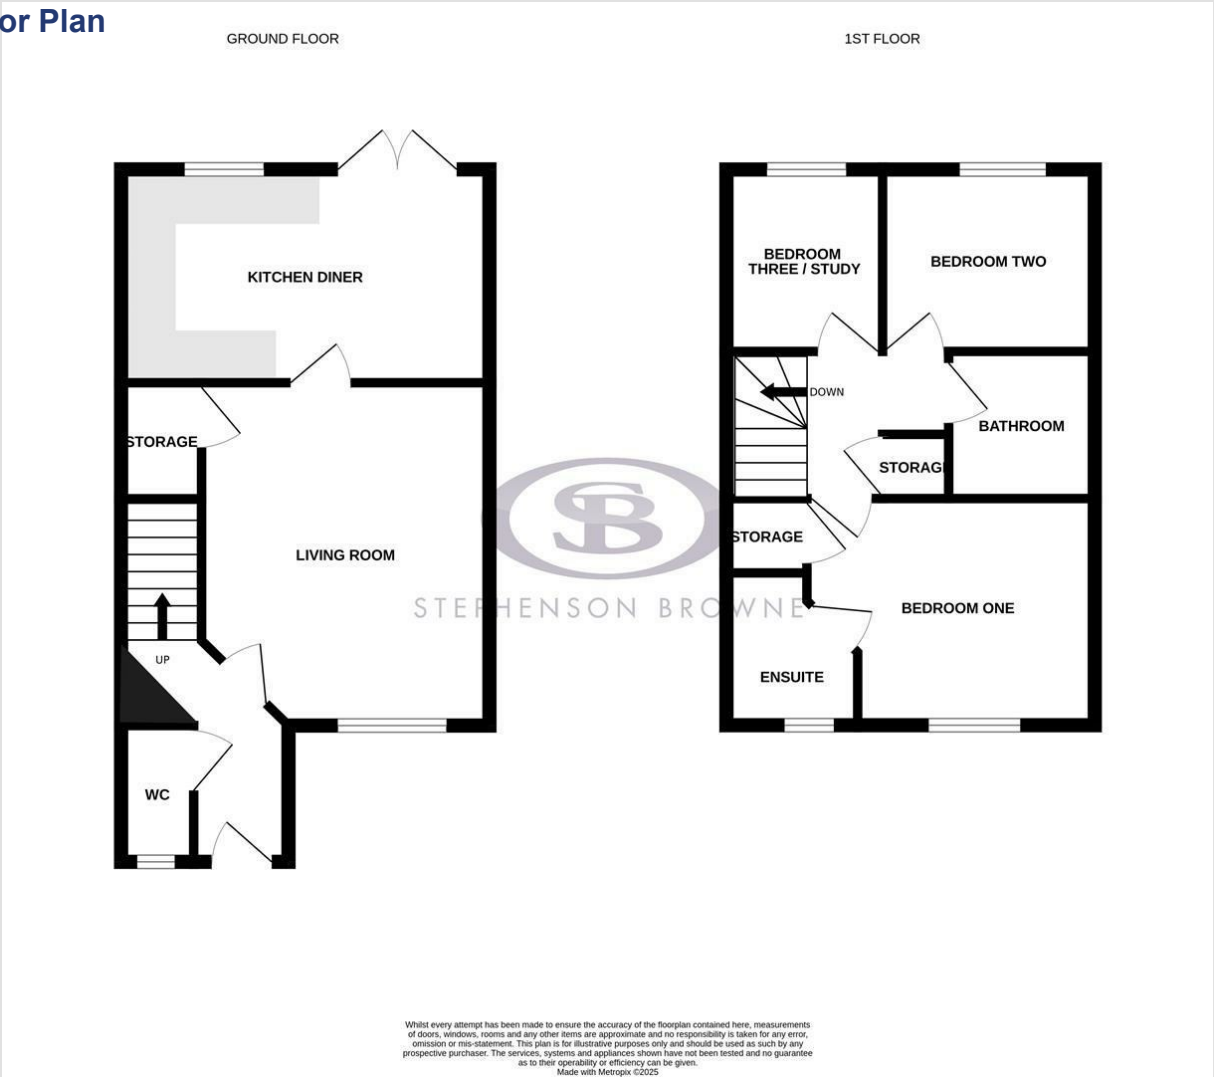 or Plan
GROUND FLOOR
1ST FLOOR
KITCHEN DINER
STORAGE
LIVING ROOM
UP
WC
BEDROOM
THREE / STUDY
BEDROOM TWO
DOWN
BATHROOM
STORAGE
STORAGE
BEDROOM ONE
ENSUITE
SB
STEPHENSON BROWNE
Whilst every attempt has been made to ensure the accuracy of the floorplan contained here, measurements
of doors, windows, rooms and any other items are approximate and no responsibility is taken for any error,
omission or mis-statement. This plan is for illustrative purposes only and should be used as such by any
prospective purchaser. The services, systems and appliances shown have not been tested and no guarantee
as to their operability or efficiency can be given.
Made with Metropix ©2025